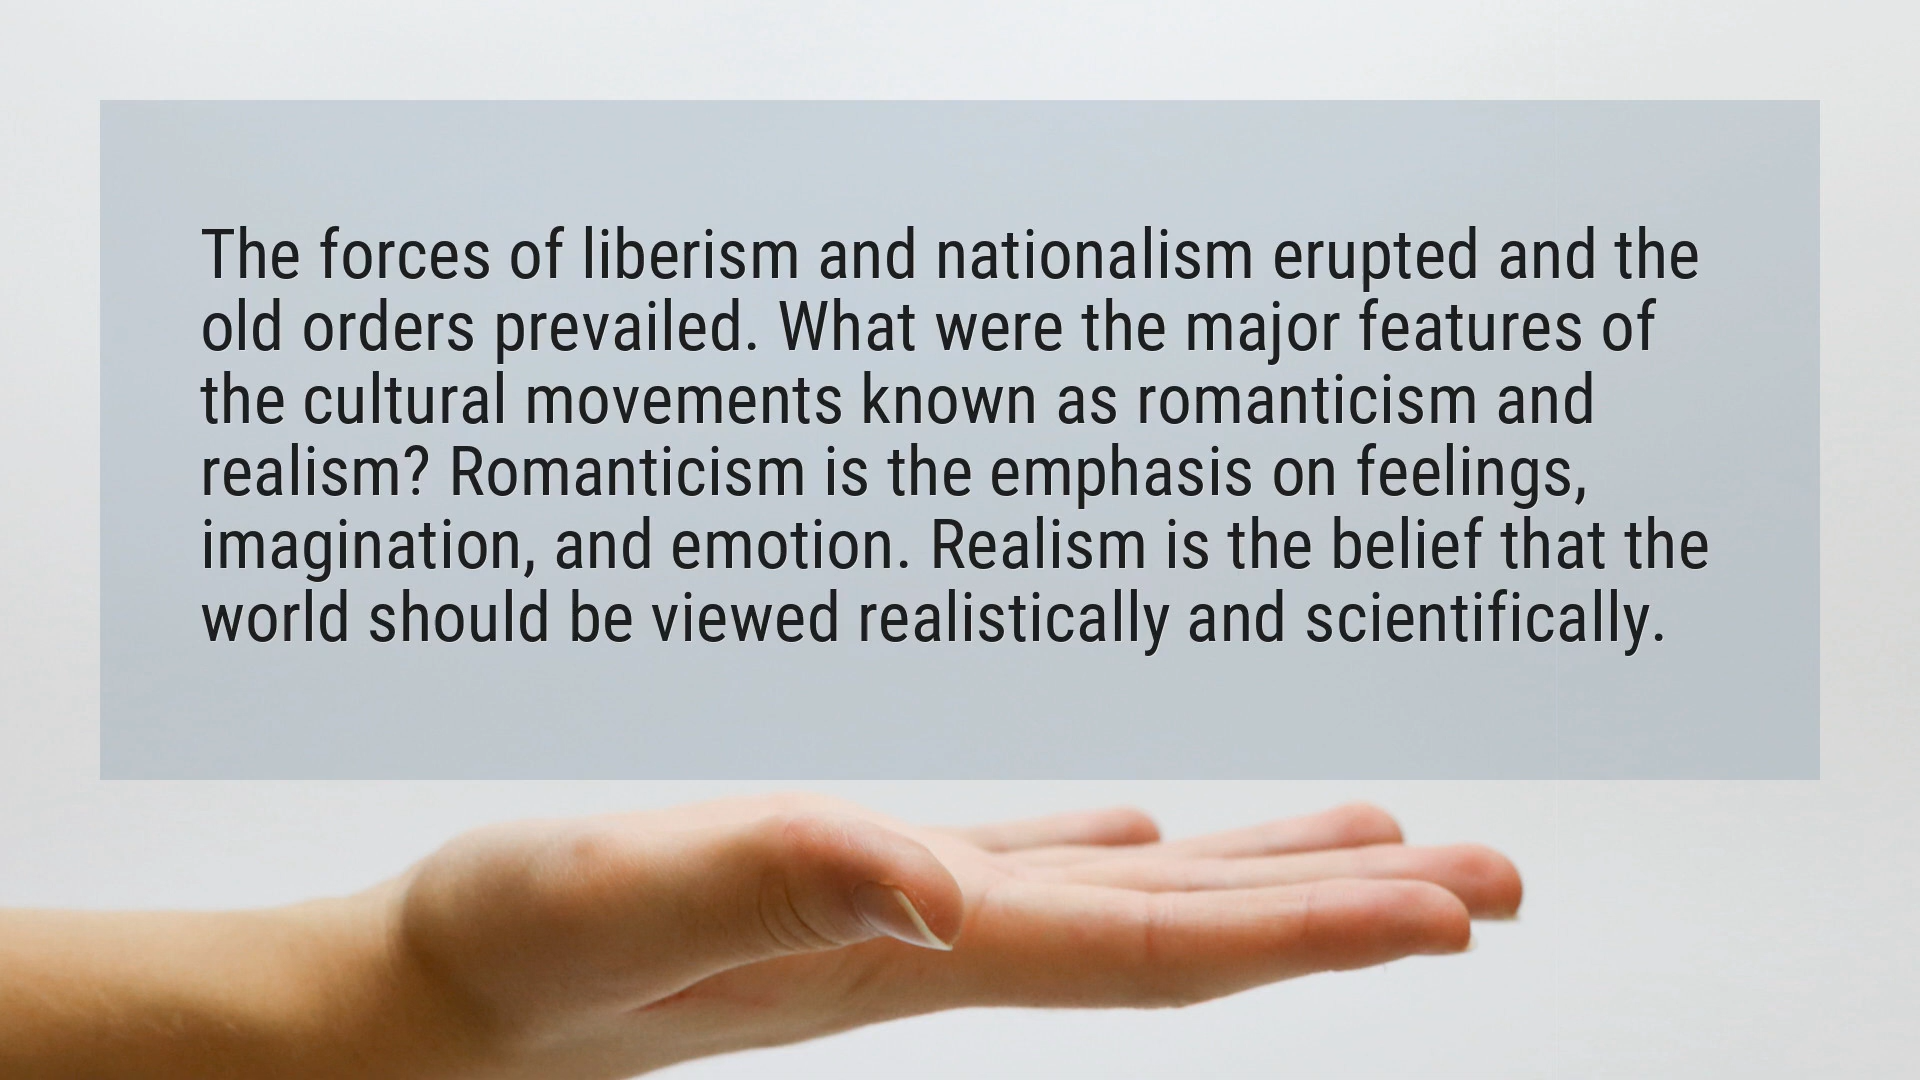 The forces of liberism and nationalism erupted and the
old orders prevailed. What were the major features of
the cultural movements known as romanticism and
realism? Romanticism is the emphasis on feelings,
imagination, and emotion. Realism is the belief that the
world should be viewed realistically and scientifically.